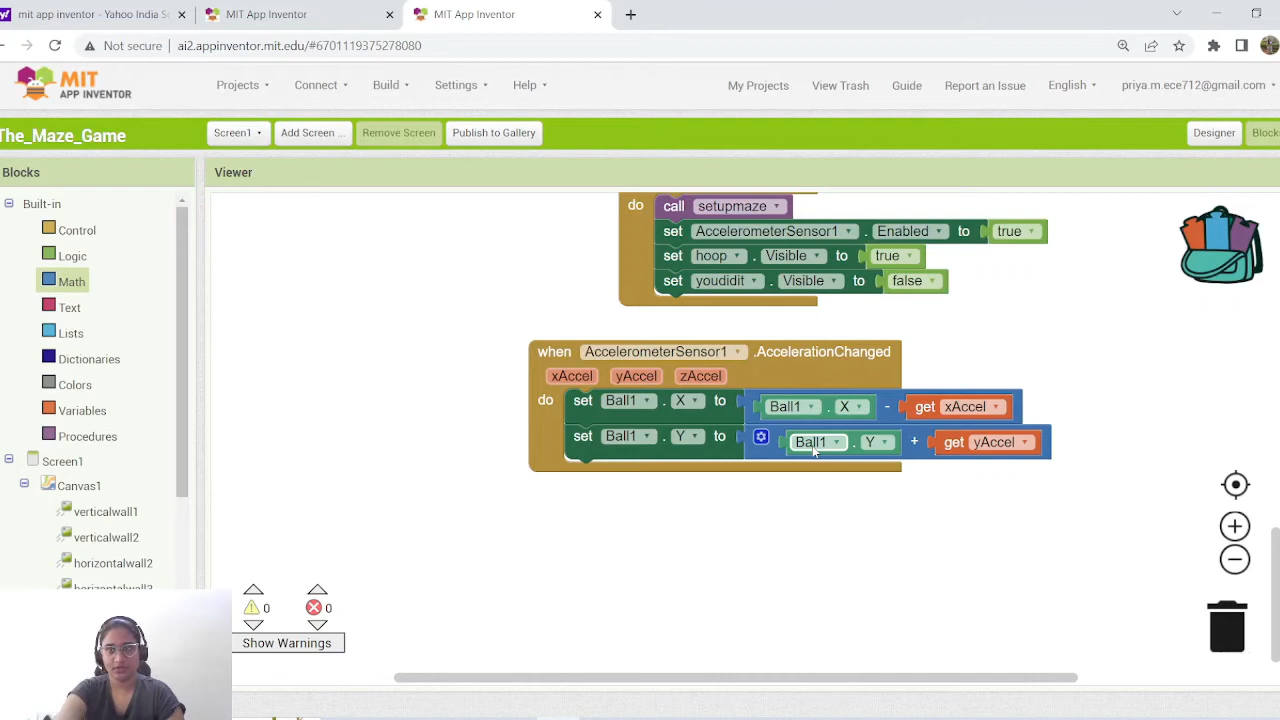 mit app inventor - Yahoo India S
MIT App Inventor
MIT App Inventor
Not secure
ai2.appinventor.mit.edu/#6701119375278080
MIT
APP INVENTOR
Projects
Connect
Build
Settings
Help
My Projects
View Trash
Guide
Report an Issue
English
priya.m.ece712@gmail.com
The_Maze_Game
Screen1
Add Screen ...
Remove Screen
Publish to Gallery
Designer
Block
Blocks
Viewer
Built-in
Control
Logic
Math
Text
Lists
Dictionaries
Colors
Variables
Procedures
Screen1
Canvas1
verticalwall1
verticalwall2
horizontalwall2
do call setupmaze
set AccelerometerSensor1 . Enabled to true
set hoop . Visible to true
set youdidit . Visible to false
when AccelerometerSensor1 .AccelerationChanged
xAccel yAccel zAccel
do set Ball1 . X to Ball1 . X - get xAccel
set Ball1 . Y to Ball1 . Y + get yAccel
0 0
Show Warnings